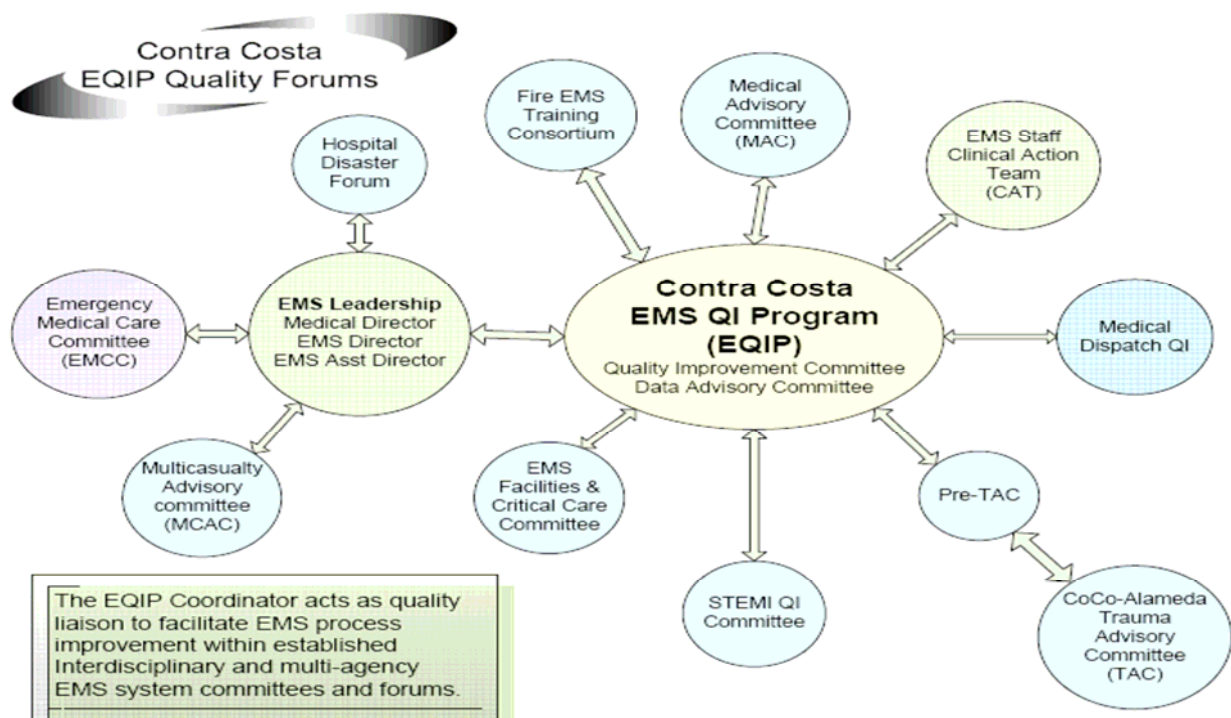 Contra Costa
EQIP Quality Forums
Hospital
Disaster
Forum
Fire EMS
Training
Consortium
Medical
Advisory
Committee
(MAC)
EMS Staff
Clinical Action
Team
(CAT)
Emergency
Medical Care
Committee
(EMCC)
EMS Leadership
Medical Director
EMS Director
EMS Asst Director
Contra Costa
EMS QI Program
(EQIP)
Quality Improvement Committee
Data Advisory Committee
Medical
Dispatch QI
Multicasualty
Advisory
committee
(MCAC)
EMS
Facilities &
Critical Care
Committee
Pre-TAC
STEMI QI
Committee
CoCo-Alameda
Trauma
Advisory
Committee
(TAC)
The EQIP Coordinator acts as quality
liaison to facilitate EMS process
improvement within established
Interdisciplinary and multi-agency
EMS system committees and forums.